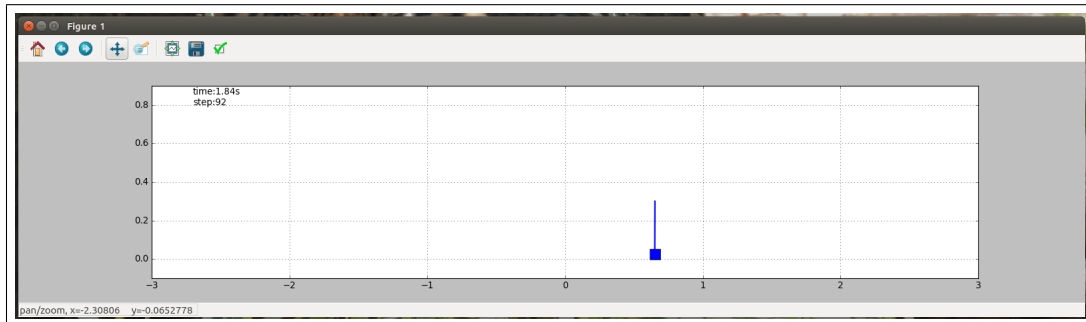 Figure 1
time:1.84s
step:92
0.8
0.6
0.4
0.2
0.0
−3 −2 −1 0 1 2 3
pan/zoom, x=-2.30806 y=-0.0652778